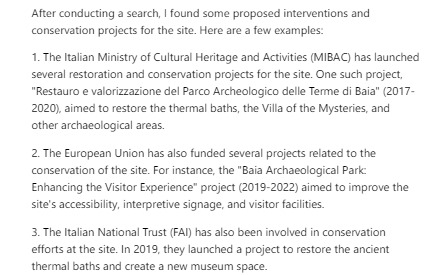 After conducting a search, I found some proposed interventions and
conservation projects for the site. Here are a few examples:
1. The Italian Ministry of Cultural Heritage and Activities (MIBAC) has launched
several restoration and conservation projects for the site. One such project,
"Restauro e valorizzazione del Parco Archeologico delle Terme di Baia" (2017-
2020), aimed to restore the thermal baths, the Villa of the Mysteries, and
other archaeological areas.
2. The European Union has also funded several projects related to the
conservation of the site. For instance, the "Baia Archaeological Park:
Enhancing the Visitor Experience" project (2019-2022) aimed to improve the
site's accessibility, interpretive signage, and visitor facilities.
3. The Italian National Trust (FAI) has also been involved in conservation
efforts at the site. In 2019, they launched a project to restore the ancient
thermal baths and create a new museum space.